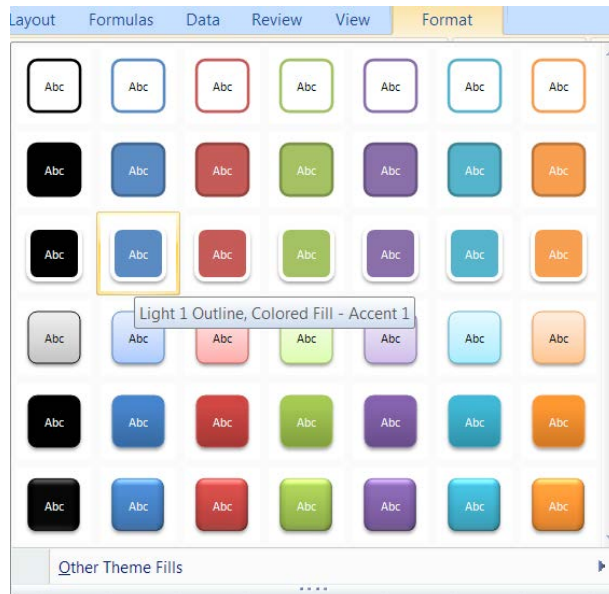 Layout Formulas Data Review View Format
Abc Abc Abc Abc Abc Abc Abc
Abc Abc Abc Abc Abc Abc Abc
Abc Abc Abc Abc Abc Abc Abc
Light 1 Outline, Colored Fill - Accent 1
Abc Abc Abc Abc Abc Abc Abc
Abc Abc Abc Abc Abc Abc Abc
Abc Abc Abc Abc Abc Abc Abc
Other Theme Fills